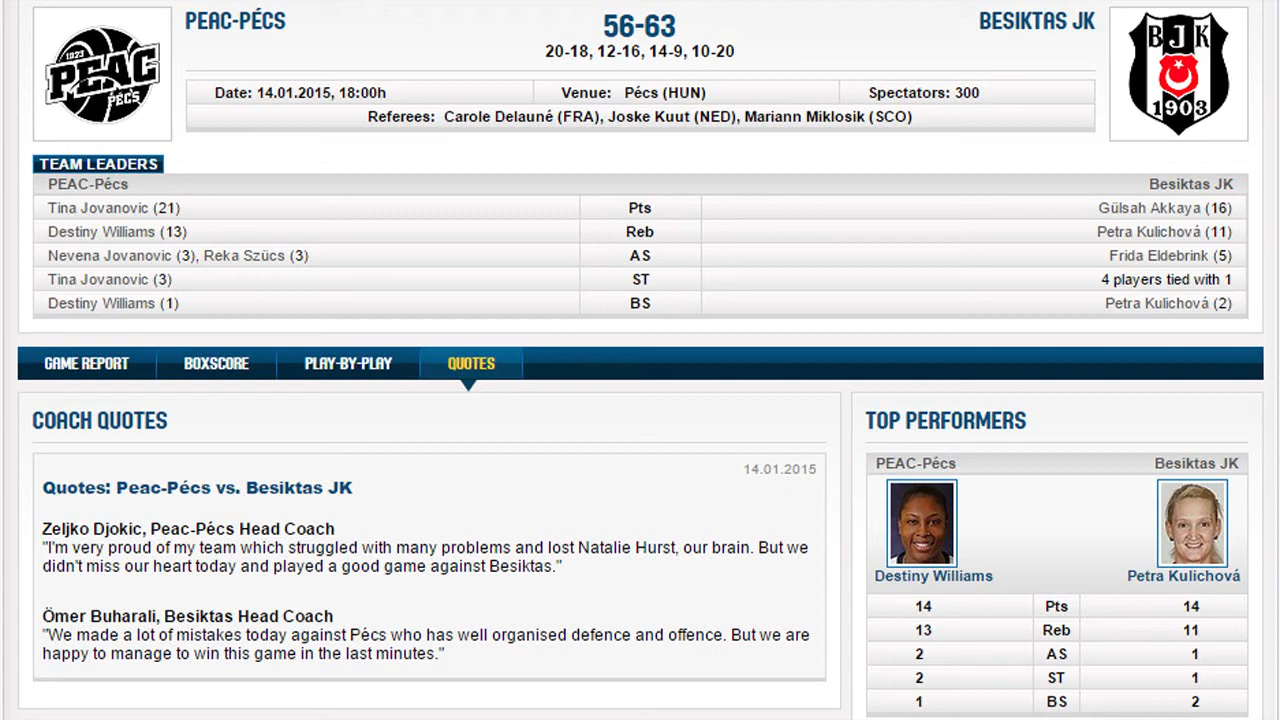 1023
PEAC
PÉCS
PEAC-PÉCS
56-63
BESIKTAS JK
20-18, 12-16, 14-9, 10-20
BJK
1903
Date: 14.01.2015, 18:00h
Venue: Pécs (HUN)
Spectators: 300
Referees: Carole Delauné (FRA), Joske Kuut (NED), Mariann Miklosik (SCO)
TEAM LEADERS
PEAC-Pécs Besiktas JK
Tina Jovanovic (21) Pts Gülsah Akkaya (16)
Destiny Williams (13) Reb Petra Kulichová (11)
Nevena Jovanovic (3), Reka Szücs (3) AS Frida Eldebrink (5)
Tina Jovanovic (3) ST 4 players tied with 1
Destiny Williams (1) BS Petra Kulichová (2)
GAME REPORT BOXSCORE PLAY-BY-PLAY QUOTES
COACH QUOTES
14.01.2015
Quotes: Peac-Pécs vs. Besiktas JK
Zeljko Djokic, Peac-Pécs Head Coach
"I'm very proud of my team which struggled with many problems and lost Natalie Hurst, our brain. But we
didn't miss our heart today and played a good game against Besiktas."
Ömer Buharali, Besiktas Head Coach
"We made a lot of mistakes today against Pécs who has well organised defence and offence. But we are
happy to manage to win this game in the last minutes."
TOP PERFORMERS
PEAC-Pécs Besiktas JK
Destiny Williams Petra Kulichová
14 Pts 14
13 Reb 11
2 AS 1
2 ST 1
1 BS 2